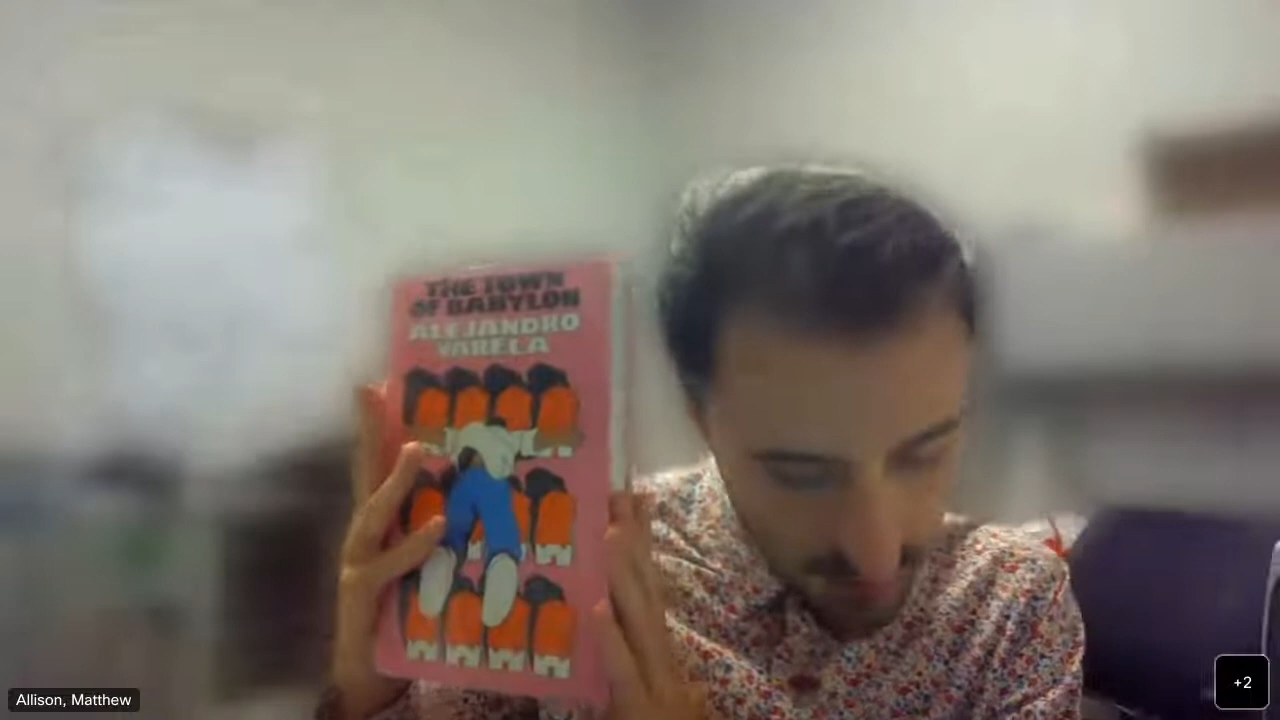 THE TOWN
OF BABYLON
ALEJANDRO
VARELA
Allison, Matthew
+2